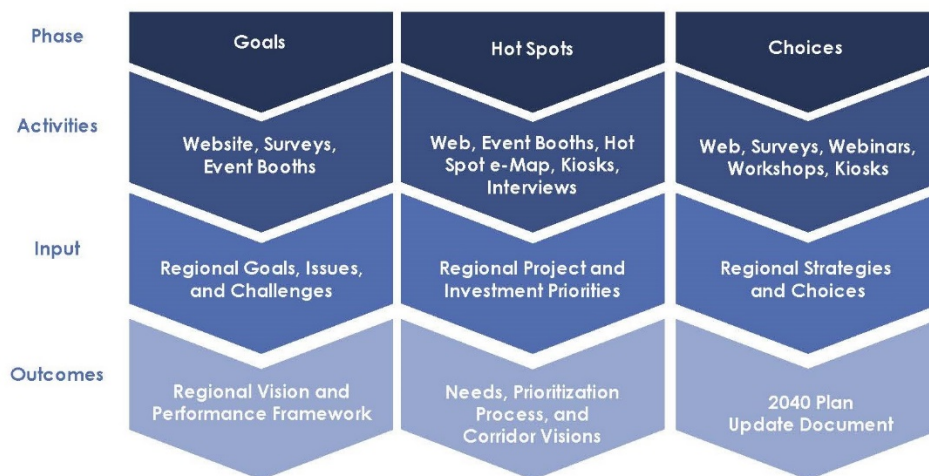 Phase
Goals
Hot Spots
Choices
Activities
Website, Surveys,
Event Booths
Web, Event Booths, Hot
Spot e-Map, Kiosks,
Interviews
Web, Surveys, Webinars,
Workshops, Kiosks
Input
Regional Goals, Issues,
and Challenges
Regional Project and
Investment Priorities
Regional Strategies
and Choices
Outcomes
Regional Vision and
Performance Framework
Needs, Prioritization
Process, and
Corridor Visions
2040 Plan
Update Document